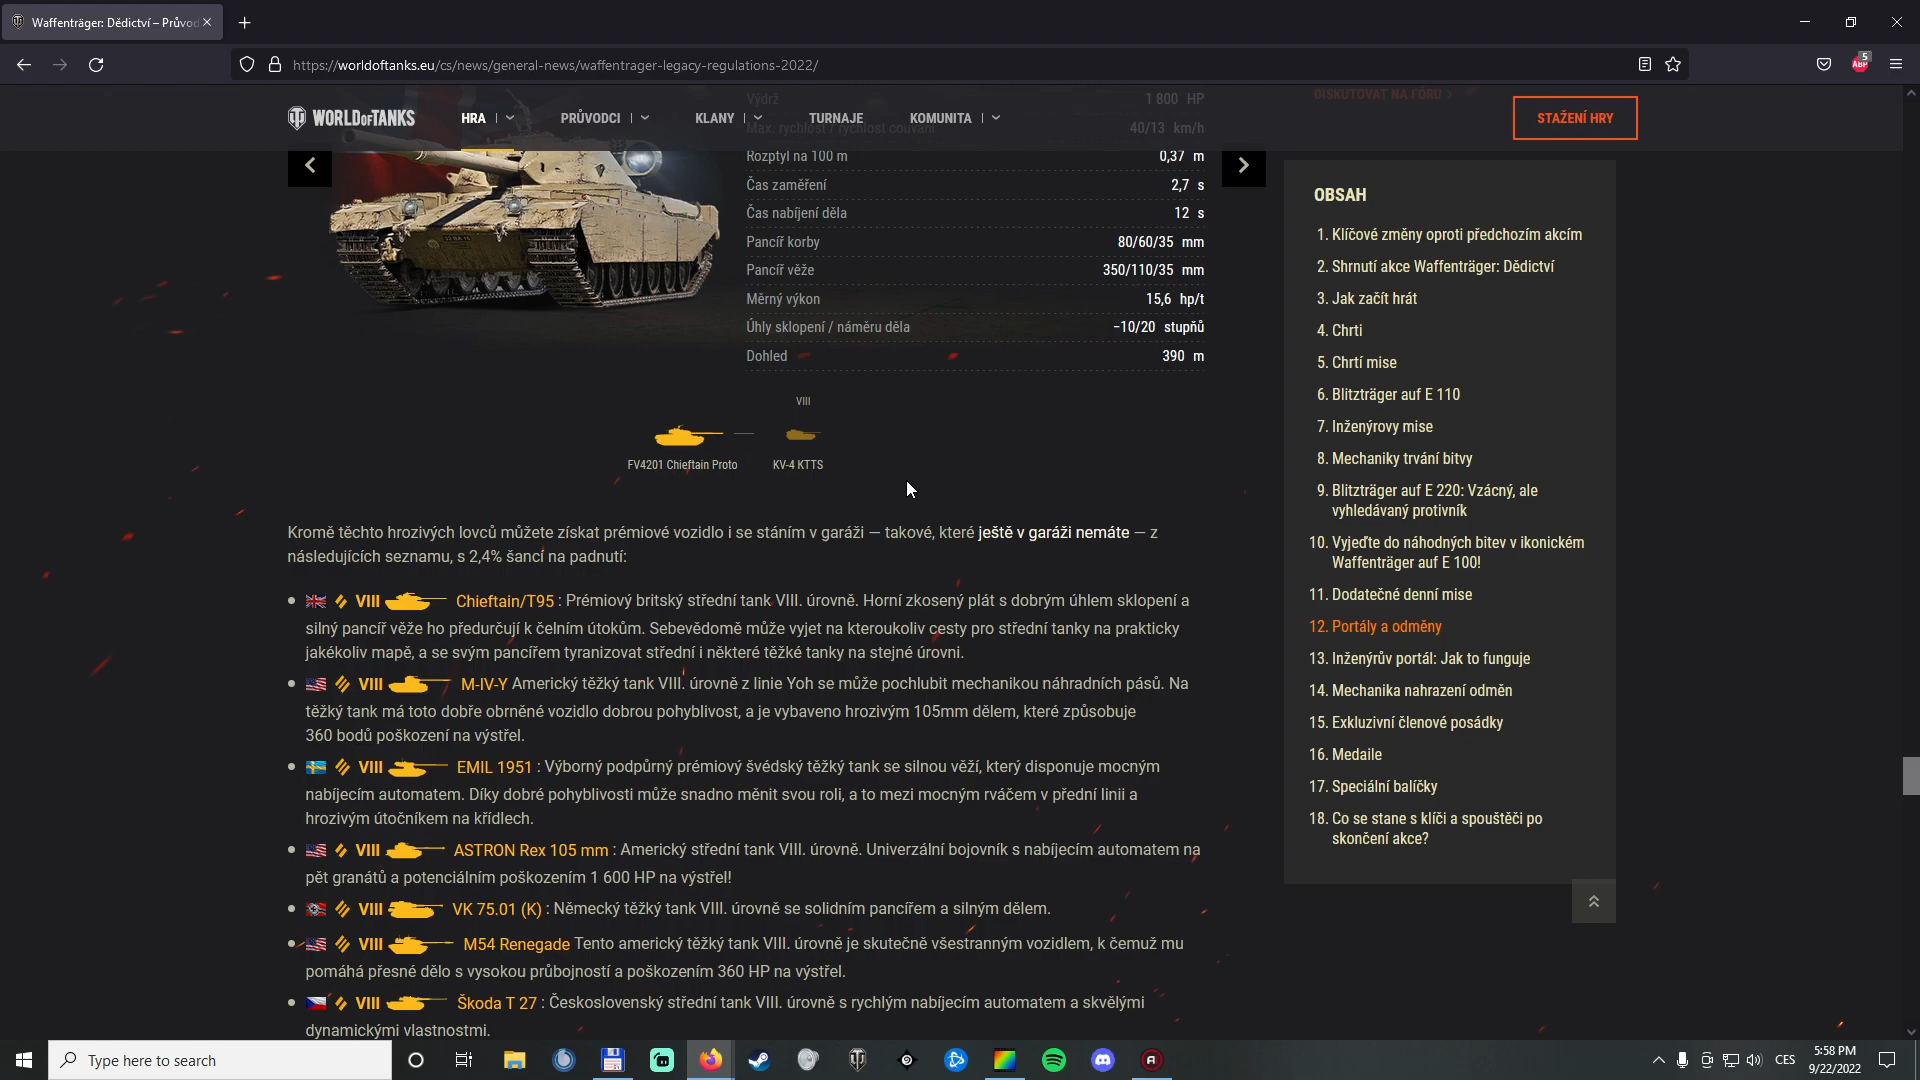 Waffenträger: Dědictví – Průvod
https://worldoftanks.eu/cs/news/general-news/waffentrager-legacy-regulations-2022/
5
ABP
WORLD OF TANKS
HRA
PRŮVODCI
KLANY
TURNAJE
KOMUNITA
STAŽENÍ HRY
DISKUTOVAT NA FÓRU
Výdrž 1 800 HP
Max. rychlost / rychlost couvání 40/13 km/h
Rozptyl na 100 m 0,37 m
Čas zaměření 2,7 s
Čas nabíjení děla 12 s
Pancíř korby 80/60/35 mm
Pancíř věže 350/110/35 mm
Měrný výkon 15,6 hp/t
Úhly sklopení / náměru děla −10/20 stupňů
Dohled 390 m
VIII
FV4201 Chieftain Proto
KV-4 KTTS
Kromě těchto hrozivých lovců můžete získat prémiové vozidlo i se stáním v garáži — takové, které ještě v garáži nemáte — z
následujících seznamu, s 2,4% šancí na padnutí:
VIII Chieftain/T95 : Prémiový britský střední tank VIII. úrovně. Horní zkosený plát s dobrým úhlem sklopení a
silný pancíř věže ho předurčují k čelním útokům. Sebevědomě může vyjet na kteroukoliv cesty pro střední tanky na prakticky
jakékoliv mapě, a se svým pancířem tyranizovat střední i některé těžké tanky na stejné úrovni.
VIII M-IV-Y Americký těžký tank VIII. úrovně z linie Yoh se může pochlubit mechanikou náhradních pásů. Na
těžký tank má toto dobře obrněné vozidlo dobrou pohyblivost, a je vybaveno hrozivým 105mm dělem, které způsobuje
360 bodů poškození na výstřel.
VIII EMIL 1951 : Výborný podpůrný prémiový švédský těžký tank se silnou věží, který disponuje mocným
nabíjecím automatem. Díky dobré pohyblivosti může snadno měnit svou roli, a to mezi mocným rváčem v přední linii a
hrozivým útočníkem na křídlech.
VIII ASTRON Rex 105 mm : Americký střední tank VIII. úrovně. Univerzální bojovník s nabíjecím automatem na
pět granátů a potenciálním poškozením 1 600 HP na výstřel!
VIII VK 75.01 (K) : Německý těžký tank VIII. úrovně se solidním pancířem a silným dělem.
VIII M54 Renegade Tento americký těžký tank VIII. úrovně je skutečně všestranným vozidlem, k čemuž mu
pomáhá přesné dělo s vysokou průbojností a poškozením 360 HP na výstřel.
VIII Škoda T 27 : Československý střední tank VIII. úrovně s rychlým nabíjecím automatem a skvělými
dynamickými vlastnostmi.
OBSAH
1. Klíčové změny oproti předchozím akcím
2. Shrnutí akce Waffenträger: Dědictví
3. Jak začít hrát
4. Chrti
5. Chrtí mise
6. Blitzträger auf E 110
7. Inženýrovy mise
8. Mechaniky trvání bitvy
9. Blitzträger auf E 220: Vzácný, ale
vyhledávaný protivník
10. Vyjeďte do náhodných bitev v ikonickém
Waffenträger auf E 100!
11. Dodatečné denní mise
12. Portály a odměny
13. Inženýrův portál: Jak to funguje
14. Mechanika nahrazení odměn
15. Exkluzivní členové posádky
16. Medaile
17. Speciální balíčky
18. Co se stane s klíči a spouštěči po
skončení akce?
Type here to search
CES
5:58 PM
9/22/2022